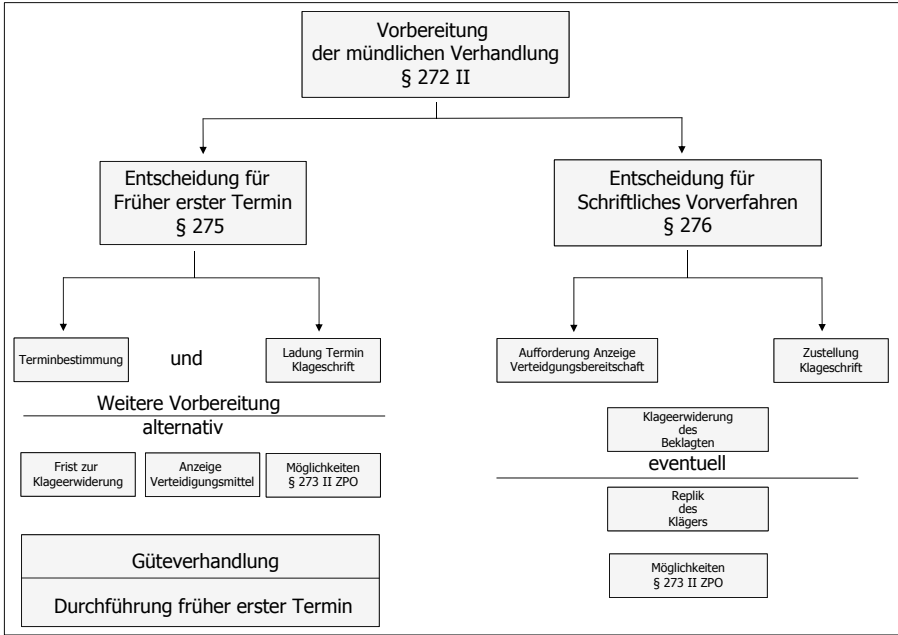 Vorbereitung
der mündlichen Verhandlung
§ 272 II
Entscheidung für
Früher erster Termin
§ 275
Entscheidung für
Schriftliches Vorverfahren
§ 276
Terminbestimmung
und
Ladung Termin
Klageschrift
Aufforderung Anzeige
Verteidgungsbereitschaft
Zustellung
Klageschrift
Weitere Vorbereitung
alternativ
Frist zur
Klageerwiderung
Anzeige
Verteidigungsmittel
Möglichkeiten
§ 273 II ZPO
Klageerwiderung
des
Beklagten
eventuell
Replik
des
Klägers
Möglichkeiten
§ 273 II ZPO
Güteverhandlung
Durchführung früher erster Termin